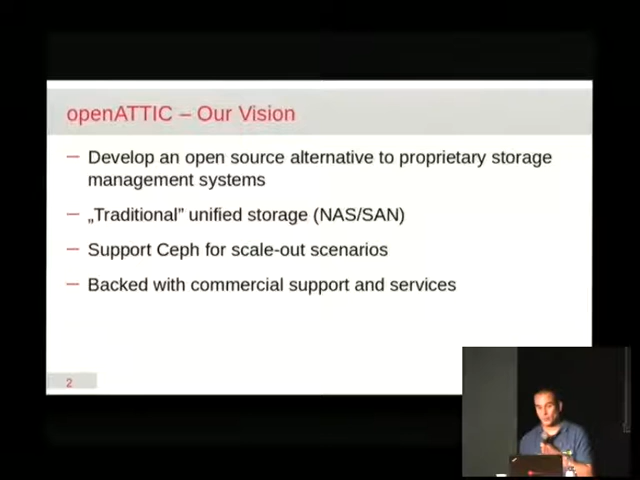 openATTIC – Our Vision
– Develop an open source alternative to proprietary storage
management systems
– „Traditional” unified storage (NAS/SAN)
– Support Ceph for scale-out scenarios
– Backed with commercial support and services
2